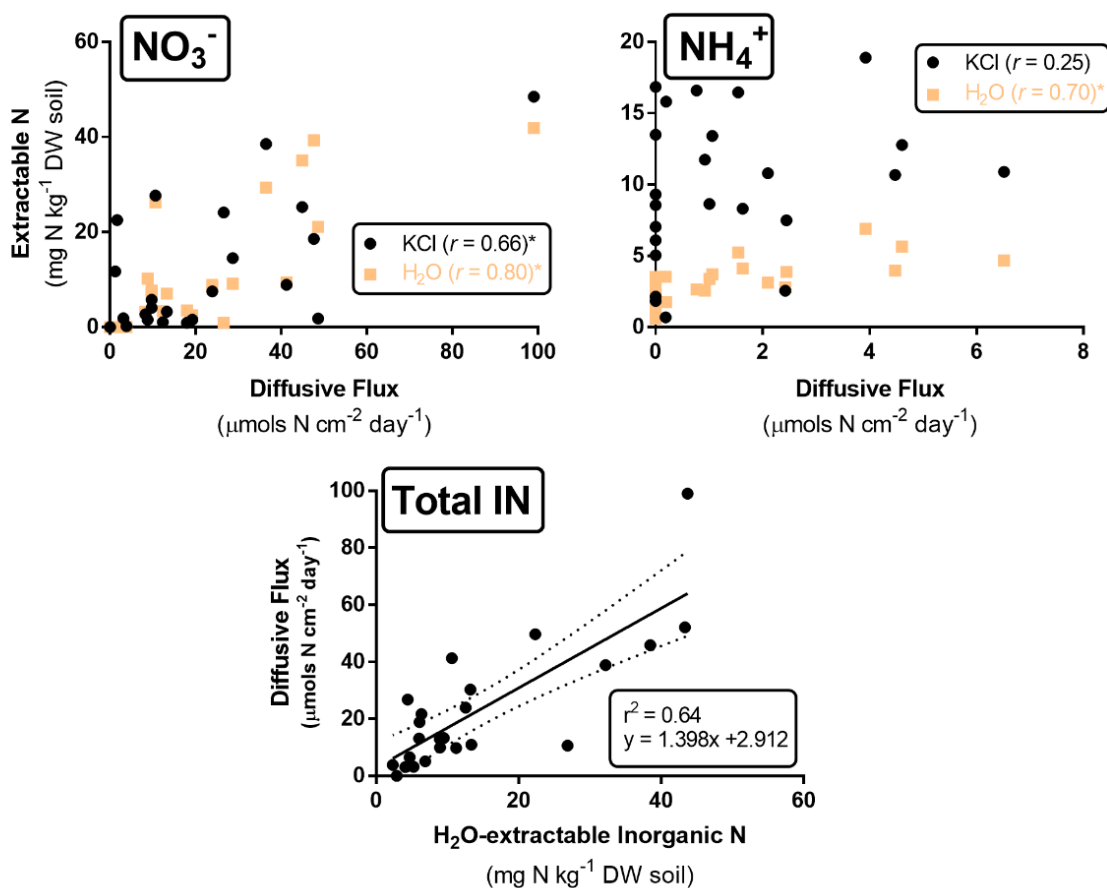 NO₃⁻
Extractable N
(mg N kg⁻¹ DW soil)
60
40
20
0
KCl (r = 0.66)*
H₂O (r = 0.80)*
0 20 40 60 80 100
Diffusive Flux
(μmols N cm⁻² day⁻¹)
NH₄⁺
20
15
10
5
0
KCl (r = 0.25)
H₂O (r = 0.70)*
0 2 4 6 8
Diffusive Flux
(μmols N cm⁻² day⁻¹)
Total IN
Diffusive Flux
(μmols N cm⁻² day⁻¹)
100
80
60
40
20
0
r² = 0.64
y = 1.398x +2.912
0 20 40 60
H₂O-extractable Inorganic N
(mg N kg⁻¹ DW soil)